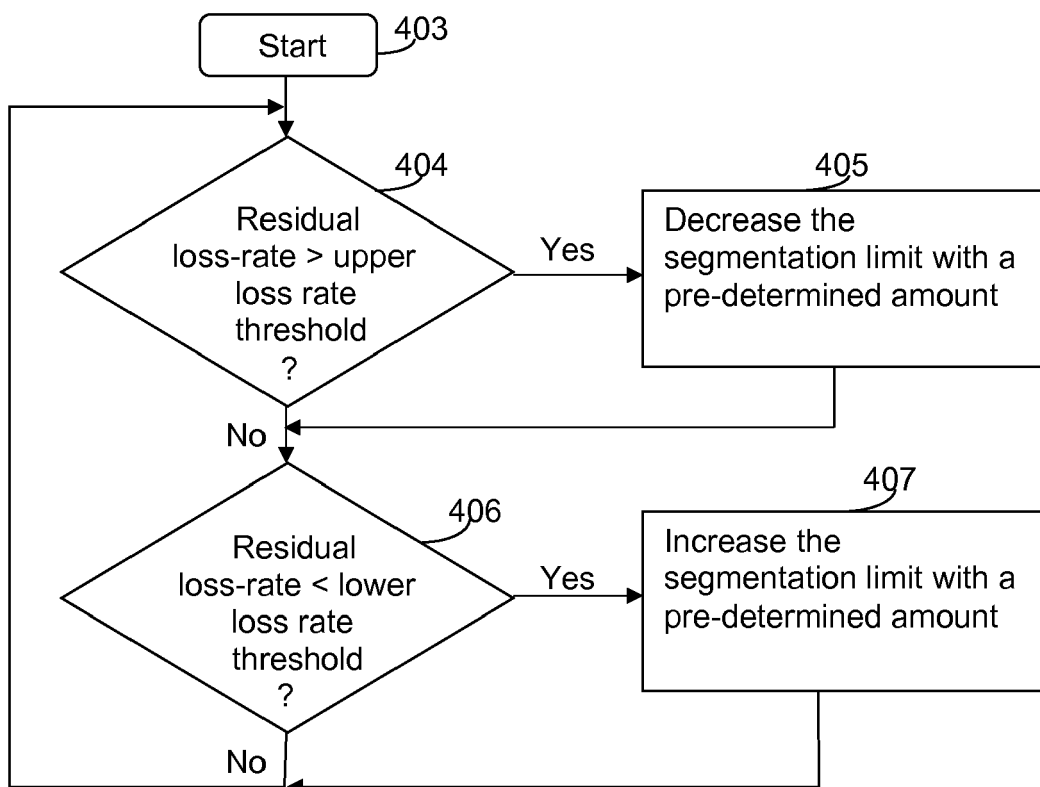 Start
403
404
Residual
loss-rate > upper
loss rate
threshold
?
Yes
405
Decrease the
segmentation limit with a
pre-determined amount
No
406
Residual
loss-rate < lower
loss rate
threshold
?
Yes
407
Increase the
segmentation limit with a
pre-determined amount
No